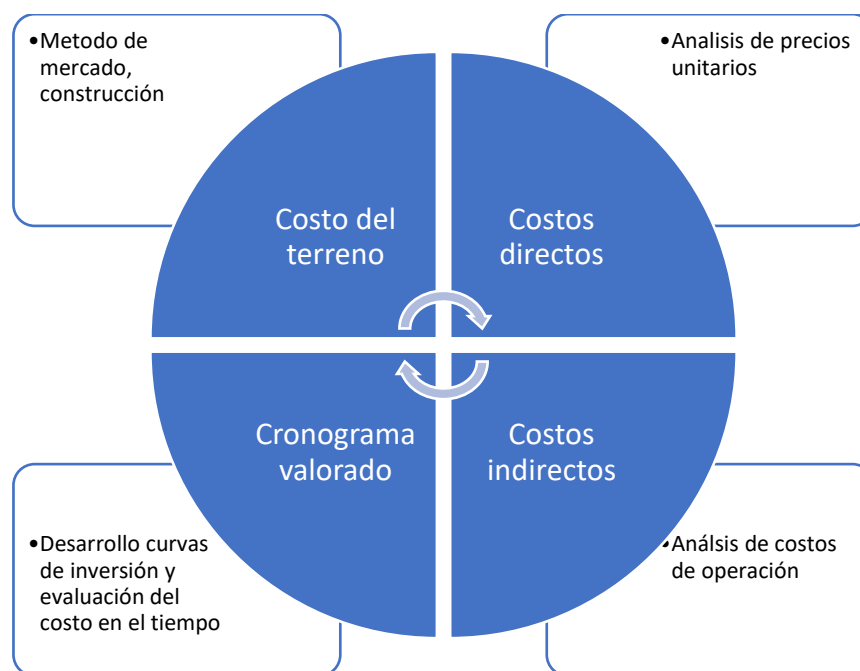 •Metodo de
mercado,
construcción
•Analisis de precios
unitarios
Costo del
terreno
Costos
directos
Cronograma
valorado
Costos
indirectos
•Desarrollo curvas
de inversión y
evaluación del
costo en el tiempo
•Análsis de costos
de operación